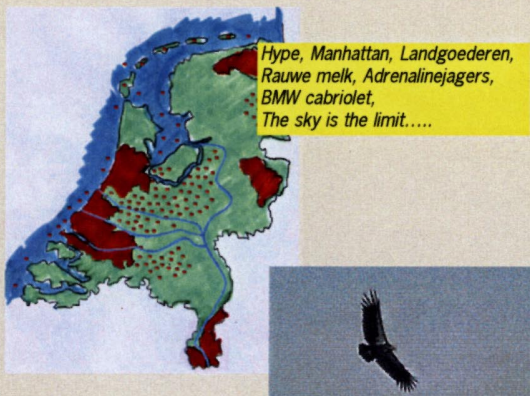 Hype, Manhattan, Landgoederen,
Rauwe melk, Adrenalinejagers,
BMW cabriolet,
The sky is the limit.....